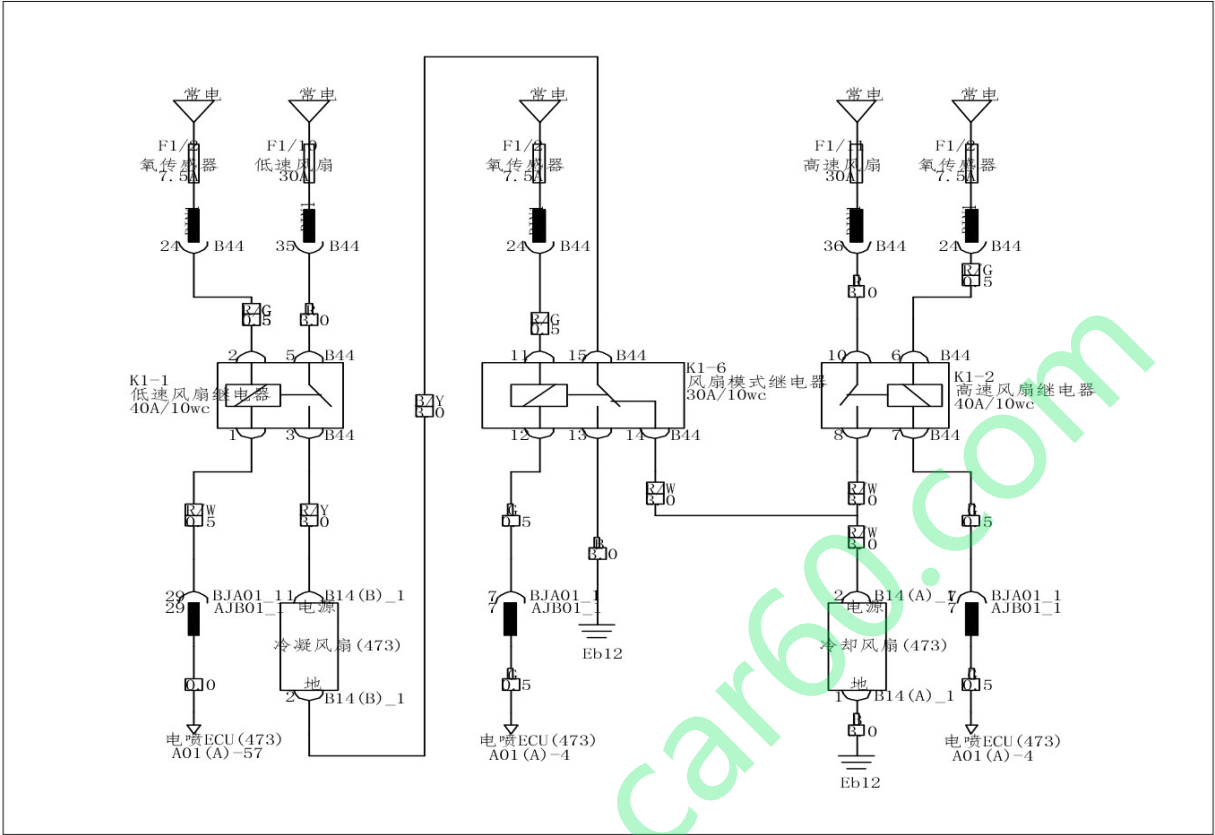 常电 常电 常电 常电 常电
F1/2 F1/10 F1/2 F1/11 F1/2
氧传感器 低速风扇 氧传感器 高速风扇 氧传感器
7.5A 30A 7.5A 30A 7.5A
24 B44 35 B44 24 B44 36 B44 24 B44
R/G
0.5
3.0
R/G
0.5
3.0
R/G
0.5
2 5 B44 11 15 B44 10 6 B44
K1-1
低速风扇继电器
40A/10wc
K1-6
风扇模式继电器
30A/10wc
K1-2
高速风扇继电器
40A/10wc
1 3 B44 12 13 14 B44 8 7 B44
R/W
0.5
R/Y
3.0
G
0.5
R/W
3.0
R/W
3.0
R/W
3.0
G
0.5
B
3.0
29 BJA01_1 1 B14(B)_1 7 BJA01_1 2 B14(A)_1 7 BJA01_1
29 AJB01_1 电源 7 AJB01_1 电源 7 AJB01_1
冷凝风扇(473) Eb12 冷却风扇(473)
地 地
2 B14(B)_1 1 B14(A)_1
G
0.5
B
3.0
G
0.5
电喷ECU(473) 电喷ECU(473) 电喷ECU(473)
A01(A)-57 A01(A)-4 A01(A)-4
Eb12
car60.com